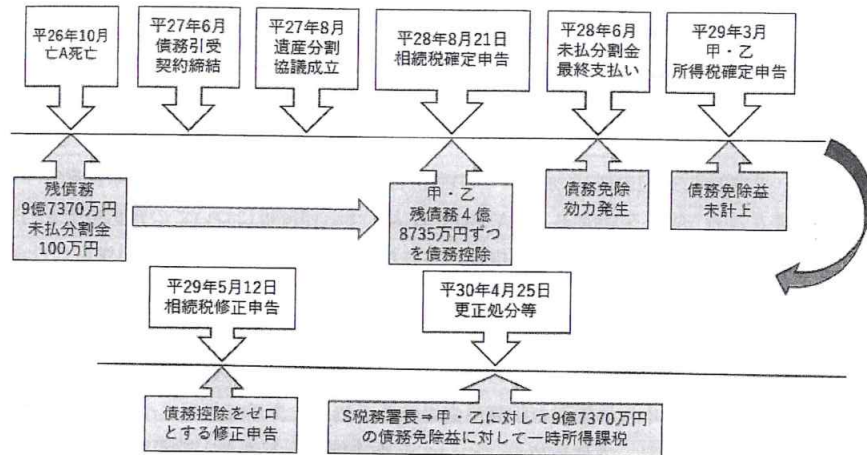 平26年10月
亡A死亡
平27年6月
債務引受
契約締結
平27年8月
遺産分割
協議成立
平28年8月21日
相続税確定申告
平28年6月
未払分割金
最終支払い
平29年3月
甲・乙
所得税確定申告
残債務
9億7370万円
未払分割金
100万円
甲・乙
残債務4億
8735万円ずつ
を債務控除
債務免除
効力発生
債務免除益
未計上
平29年5月12日
相続税修正申告
平30年4月25日
更正処分等
債務控除をゼロ
とする修正申告
S税務署長⇒甲・乙に対して9億7370万円
の債務免除益に対して一時所得課税